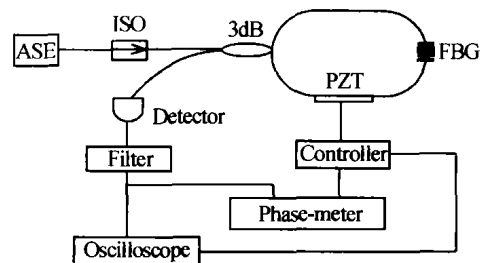 ISO
3dB
ASE
FBG
PZT
Detector
Filter
Controller
Phase-meter
Oscilloscope